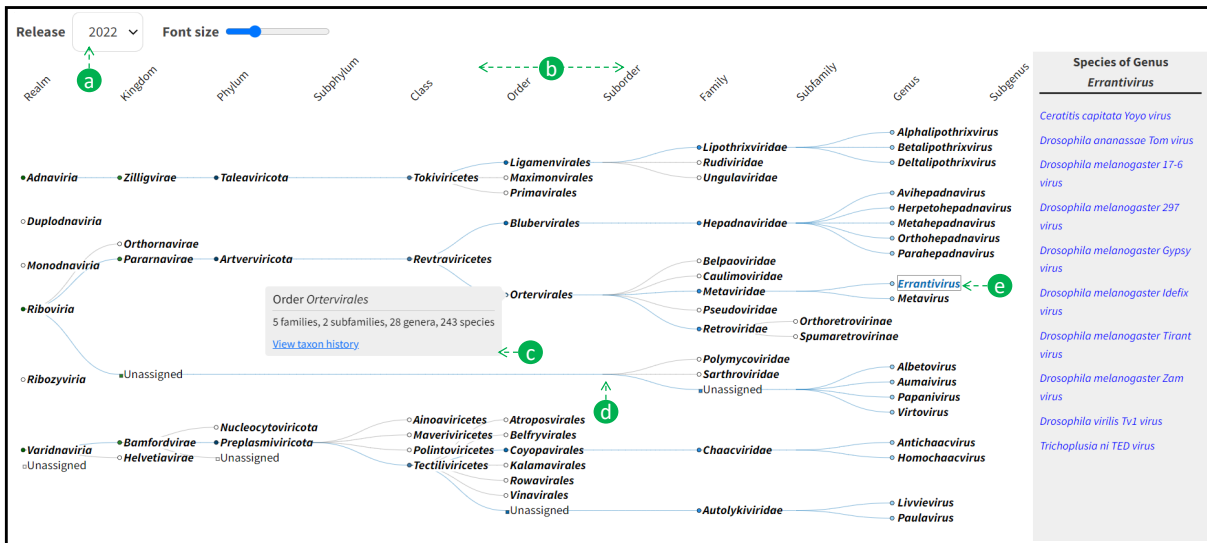 Release 2022 Font size
a
b
Realm Kingdom Phylum Subphylum Class Order Suborder Family Subfamily Genus Subgenus
Adnaviria Zilligvirae Taleaviricota Tokiviricetes
Ligamenvirales
Maximonvirales
Primavirales
Lipothrixviridae
Rudiviridae
Ungulaviridae
Alphalipothrixvirus
Betalipothrixvirus
Deltalipothrixvirus
Duplodnaviria
Monodnaviria
Riboviria
Ribozyviria
Orthornavirae
Pararnavirae
Artverviricota
Revtraviricetes
Blubervirales
Hepadnaviridae
Avihepadnavirus
Herpetohepadnavirus
Metahepadnavirus
Orthohepadnavirus
Parahepadnavirus
Ortervirales
Belpaoviridae
Caulimoviridae
Metaviridae
Pseudoviridae
Retroviridae
Errantivirus
e
Metavirus
Orthoretrovirinae
Spumaretrovirinae
Order Ortervirales
5 families, 2 subfamilies, 28 genera, 243 species
View taxon history
c
Unassigned
d
Polymycoviridae
Sarthroviridae
Unassigned
Albetovirus
Aumaivirus
Papanivirus
Virtovirus
Varidnaviria
Unassigned
Bamfordvirae
Helvetiavirae
Nucleocytoviricota
Preplasmiviricota
Unassigned
Ainoaviricetes
Maveriviricetes
Polintoviricetes
Tectiliviricetes
Atroposvirales
Belfryvirales
Coyopavirales
Kalamavirales
Rowavirales
Vinavirales
Unassigned
Chaacviridae
Autolykiviridae
Antichaacvirus
Homochaacvirus
Livvievirus
Paulavirus
Species of Genus
Errantivirus
Ceratitis capitata Yoyo virus
Drosophila ananassae Tom virus
Drosophila melanogaster 17-6
virus
Drosophila melanogaster 297
virus
Drosophila melanogaster Gypsy
virus
Drosophila melanogaster Idefix
virus
Drosophila melanogaster Tirant
virus
Drosophila melanogaster Zam
virus
Drosophila virilis Tv1 virus
Trichoplusia ni TED virus